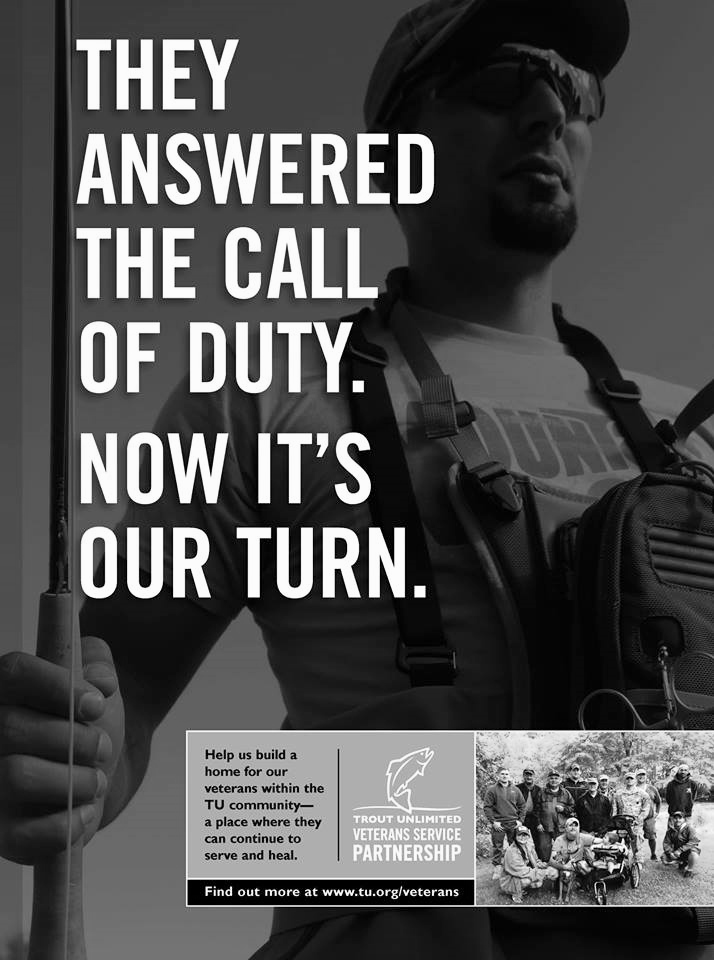 THEY
ANSWERED
THE CALL
OF DUTY.
NOW IT'S
OUR TURN.
Help us build a
home for our
veterans within the
TU community—
a place where they
can continue to
serve and heal.
TROUT UNLIMITED
VETERANS SERVICE
PARTNERSHIP
Find out more at www.tu.org/veterans